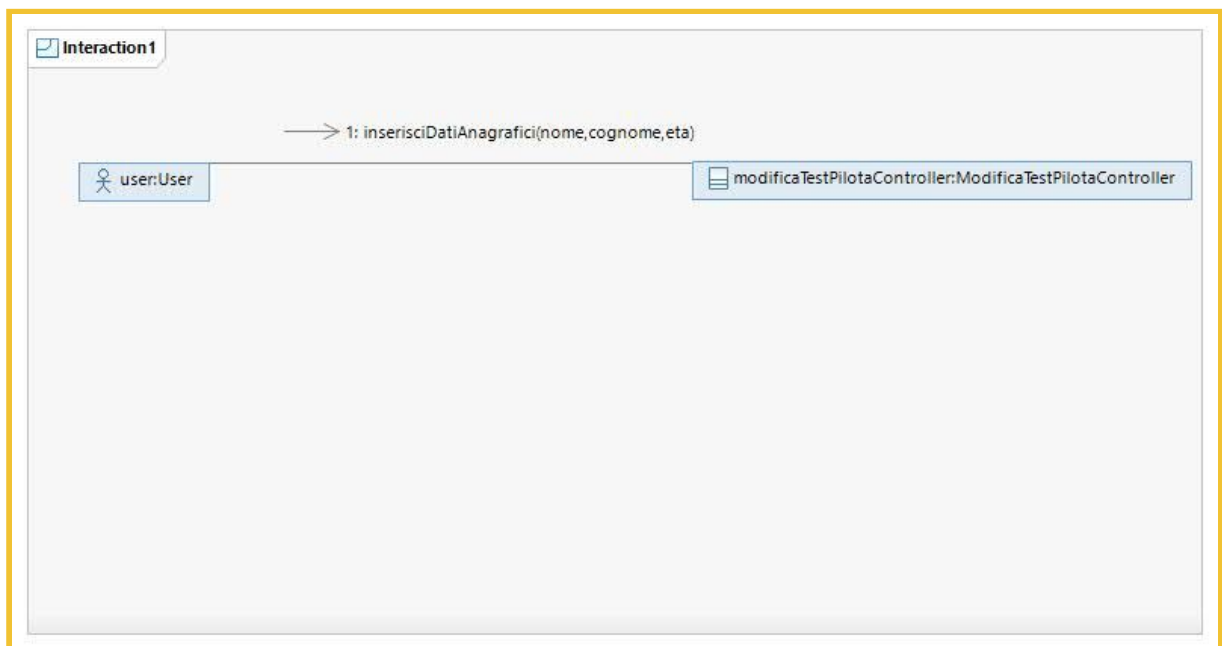 Interaction1
1: inserisciDatiAnagrafici(nome,cognome,eta)
user:User
modificaTestPilotaController:ModificaTestPilotaController